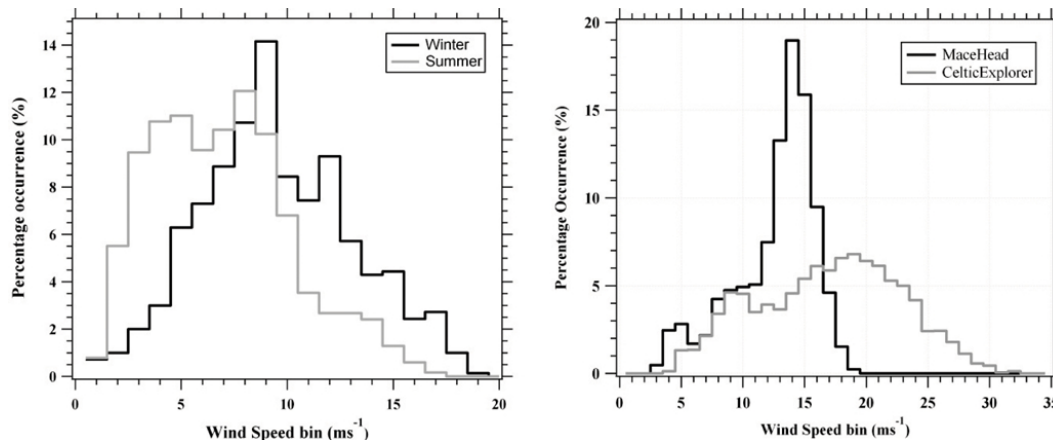 14
12
10
8
6
4
2
0
Percentage occurrence (%)
Winter
Summer
0 5 10 15 20
Wind Speed bin (ms⁻¹)
20
15
10
5
0
Percentage Occurrence (%)
MaceHead
CelticExplorer
0 5 10 15 20 25 30 35
Wind Speed bin (ms⁻¹)